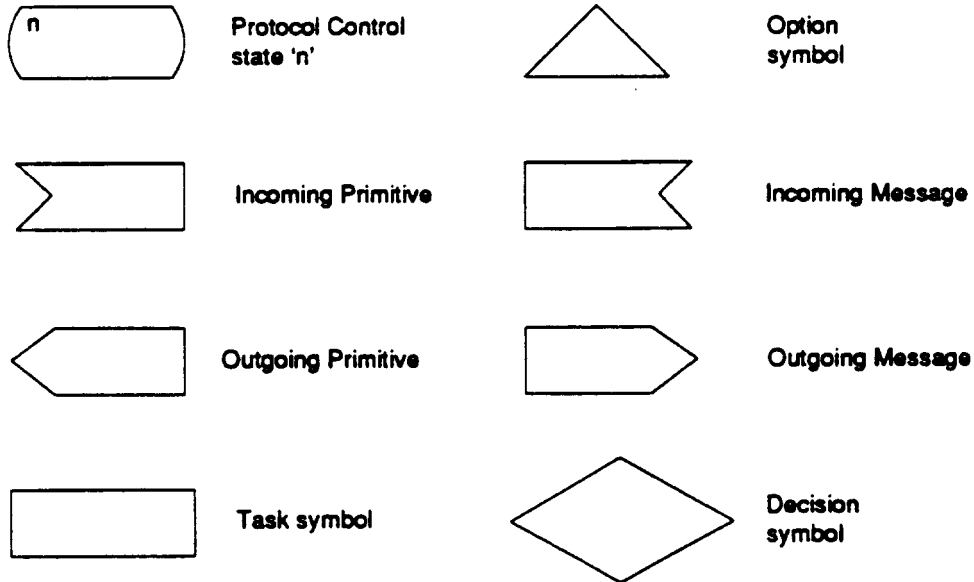 n
Protocol Control
state 'n'
Option
symbol
Incoming Primitive
Incoming Message
Outgoing Primitive
Outgoing Message
Task symbol
Decision
symbol